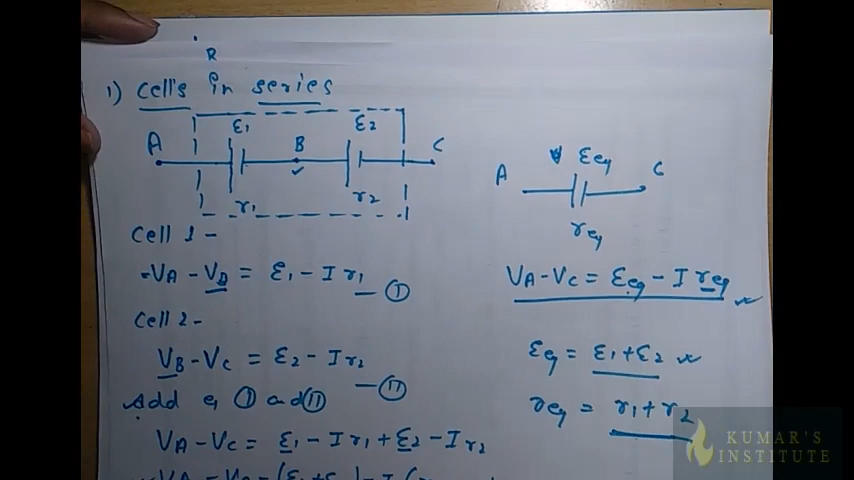 R
1) Cell's in series
ε1 ε2
A B C
r1 r2
Cell 1 -
VA - VB = ε1 - I r1 - (I)
Cell 2 -
VB - VC = ε2 - I r2 - (II)
Add eq (I) and (II)
VA - VC = ε1 - I r1 + ε2 - I r2
εeq
A C
req
VA - VC = εeq - I req
εeq = ε1 + ε2
req = r1 + r2
KUMAR'S
INSTITUTE